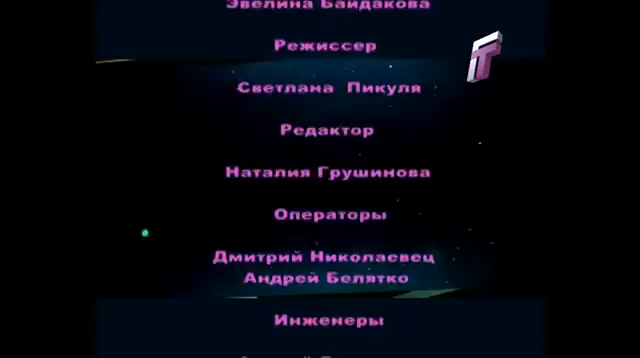 Эвелина Байдакова
Режиссер
Светлана Пикуля
Редактор
Наталия Грушинова
Операторы
Дмитрий Николаевец
Андрей Белятко
Инженеры